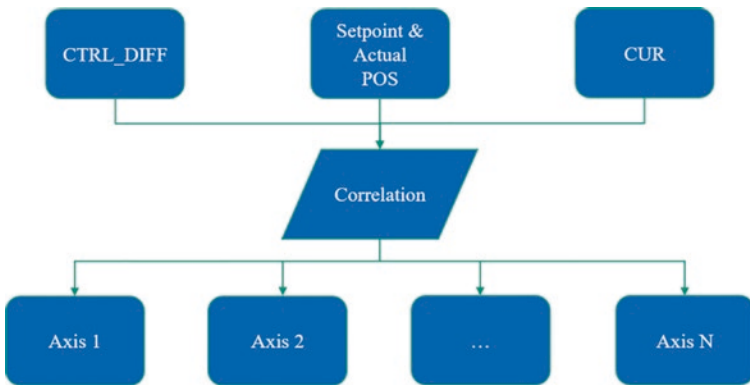 CTRL_DIFF
Setpoint &
Actual
POS
CUR
Correlation
Axis 1
Axis 2
...
Axis N